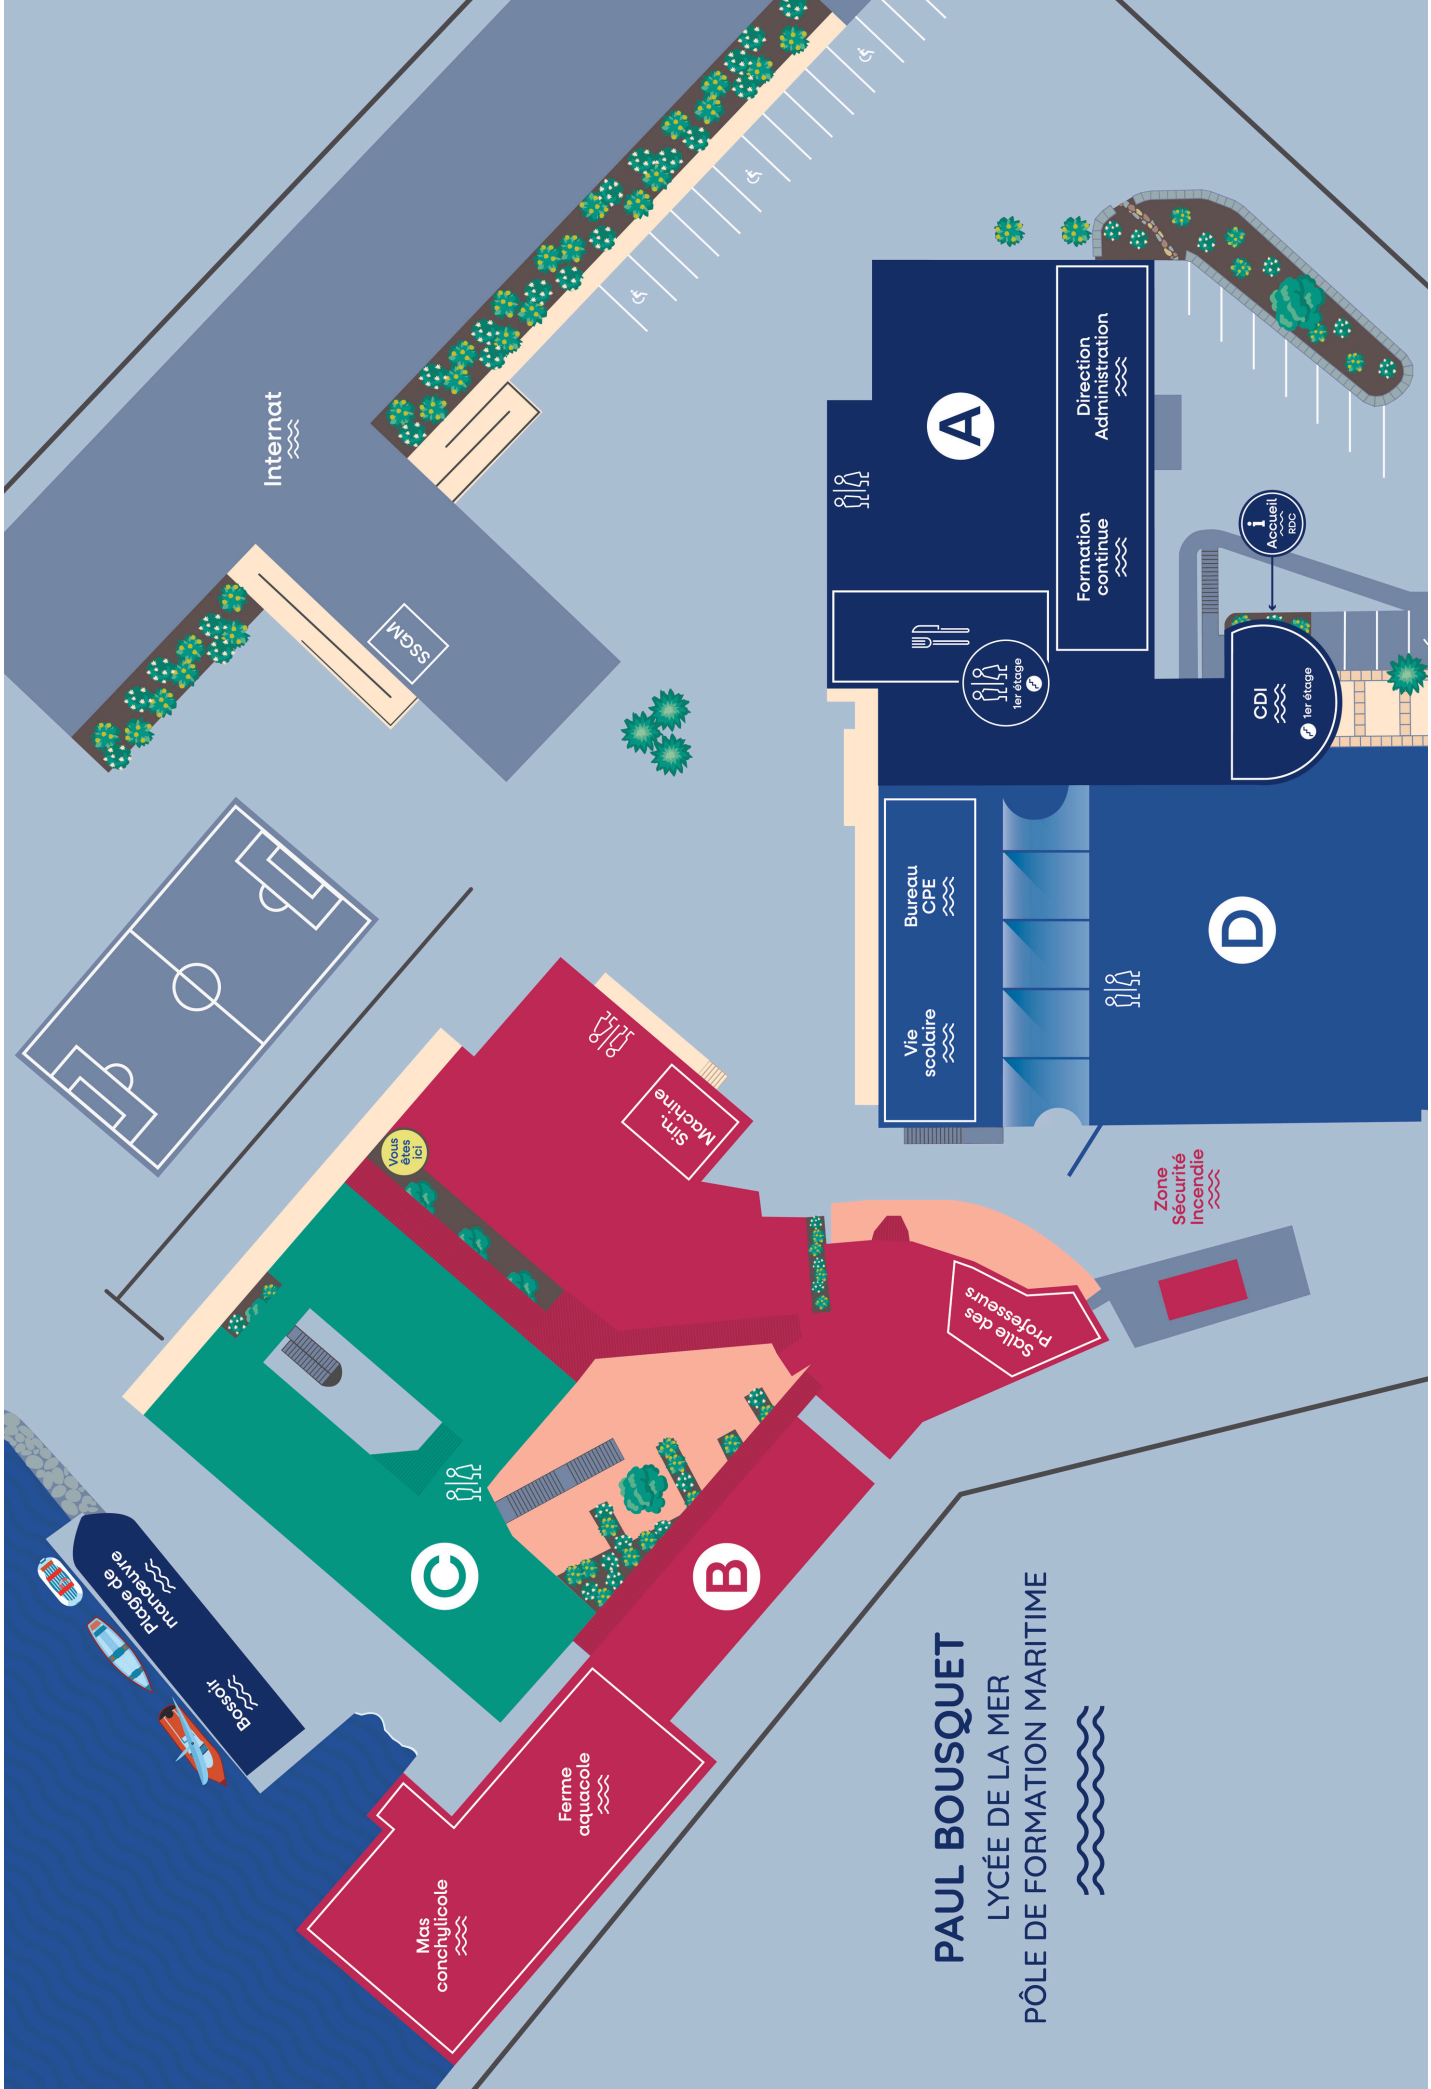 PAUL BOUSQUET
LYCÉE DE LA MER
PÔLE DE FORMATION MARITIME
Mas
conchylicole
Ferme
aquacole
Bossoir
Plage de
manœuvre
C
B
Vous
êtes
ici
Sim.
Machine
Salle des
Professeurs
Zone
Sécurité
Incendie
Vie
scolaire
Bureau
CPE
D
CDI
1er étage
1er étage
i
Accueil
RDC
Formation
continue
Direction
Administration
A
SSGM
Internat